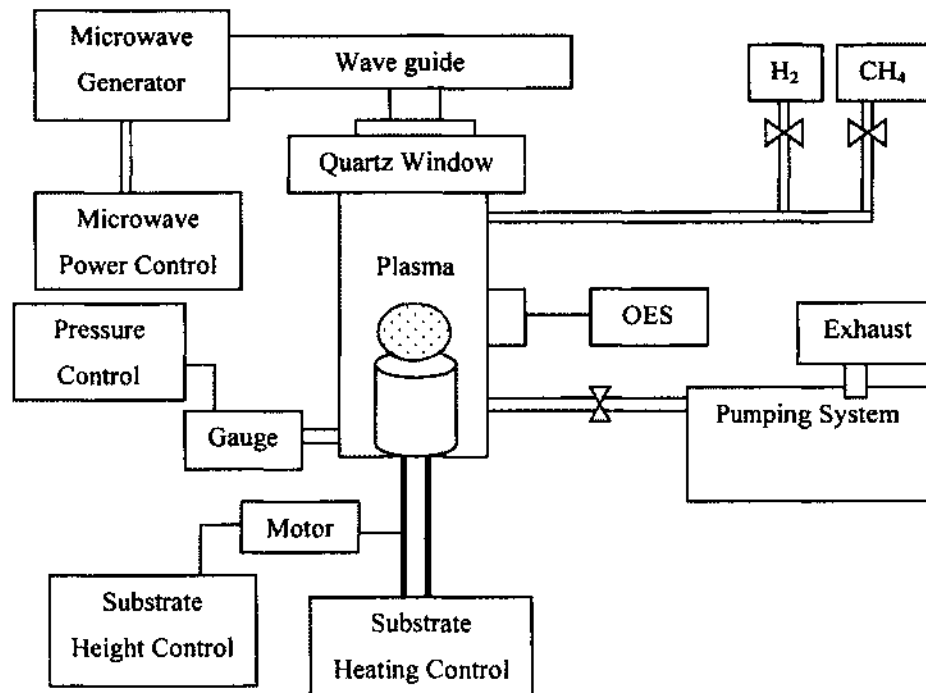 Microwave
Generator
Wave guide
H₂
CH₄
Quartz Window
Microwave
Power Control
Plasma
Pressure
Control
OES
Exhaust
Gauge
Pumping System
Motor
Substrate
Height Control
Substrate
Heating Control